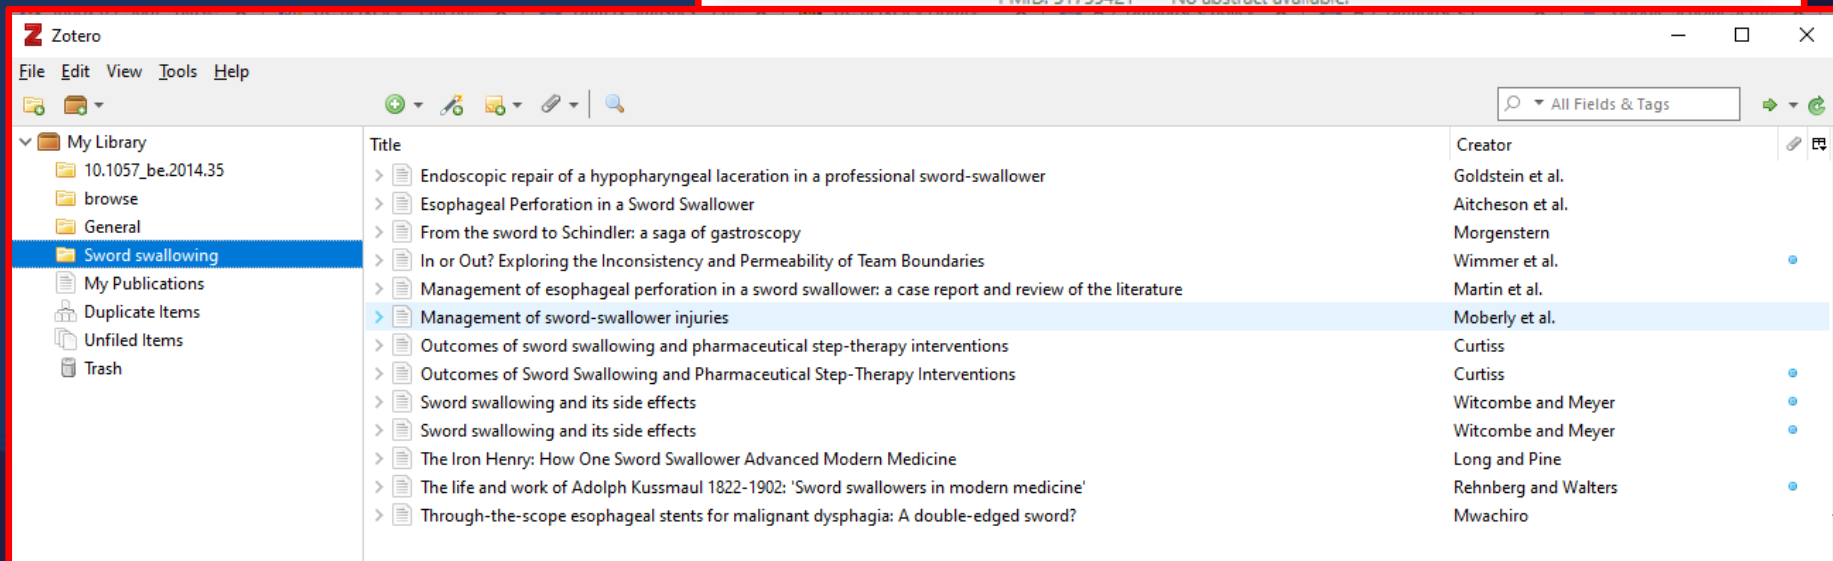 PMID: 31755421 No abstract available.
Zotero
File Edit View Tools Help
All Fields & Tags
My Library
10.1057_be.2014.35
browse
General
Sword swallowing
My Publications
Duplicate Items
Unfiled Items
Trash
Title Creator
Endoscopic repair of a hypopharyngeal laceration in a professional sword-swallower Goldstein et al.
Esophageal Perforation in a Sword Swallower Aitcheson et al.
From the sword to Schindler: a saga of gastroscopy Morgenstern
In or Out? Exploring the Inconsistency and Permeability of Team Boundaries Wimmer et al.
Management of esophageal perforation in a sword swallower: a case report and review of the literature Martin et al.
Management of sword-swallower injuries Moberly et al.
Outcomes of sword swallowing and pharmaceutical step-therapy interventions Curtiss
Outcomes of Sword Swallowing and Pharmaceutical Step-Therapy Interventions Curtiss
Sword swallowing and its side effects Witcombe and Meyer
Sword swallowing and its side effects Witcombe and Meyer
The Iron Henry: How One Sword Swallower Advanced Modern Medicine Long and Pine
The life and work of Adolph Kussmaul 1822-1902: 'Sword swallowers in modern medicine' Rehnberg and Walters
Through-the-scope esophageal stents for malignant dysphagia: A double-edged sword? Mwachiro